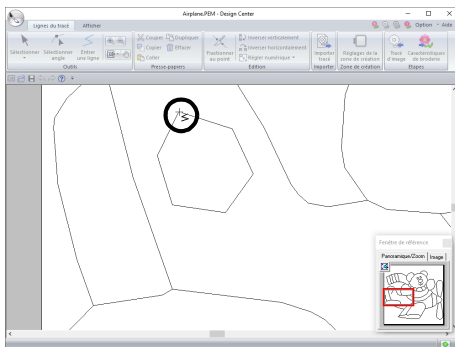 Airplane.PEM - Design Center
Lignes du tracé Afficher
Option Aide
Sélectionner Sélectionner angle Entrer une ligne
Outils
Couper Dupliquer
Copier Effacer
Coller
Presse-papiers
Positionner au point
Inverser verticalement
Inverser horizontalement
Régler numérique
Edition
Importer tracé
Importer
Réglages de la zone de création
Zone de création
Tracé d'image Caractéristiques de broderie
Etapes
Fenêtre de référence
Panoramique/Zoom Image